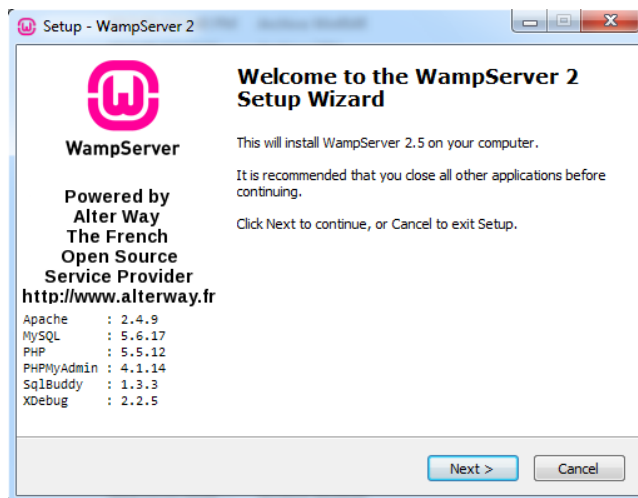 Setup - WampServer 2
WampServer
Powered by
Alter Way
The French
Open Source
Service Provider
http://www.alterway.fr
Apache : 2.4.9
MySQL : 5.6.17
PHP : 5.5.12
PHPMyAdmin : 4.1.14
SqlBuddy : 1.3.3
XDebug : 2.2.5
Welcome to the WampServer 2
Setup Wizard
This will install WampServer 2.5 on your computer.
It is recommended that you close all other applications before
continuing.
Click Next to continue, or Cancel to exit Setup.
Next >
Cancel